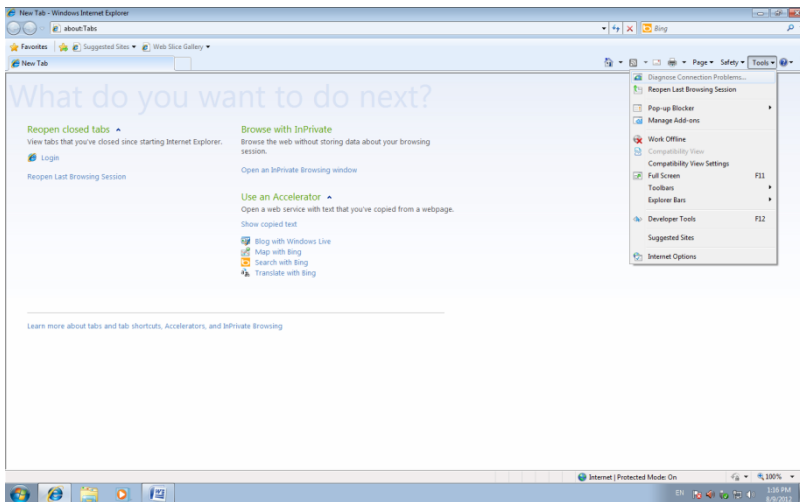 New Tab - Windows Internet Explorer
about:Tabs
Bing
Favorites Suggested Sites Web Slice Gallery
New Tab
Page Safety Tools
What do you want to do next?
Reopen closed tabs
View tabs that you've closed since starting Internet Explorer.
Login
Reopen Last Browsing Session
Browse with InPrivate
Browse the web without storing data about your browsing
session.
Open an InPrivate Browsing window
Use an Accelerator
Open a web service with text that you've copied from a webpage.
Show copied text
Blog with Windows Live
Map with Bing
Search with Bing
Translate with Bing
Learn more about tabs and tab shortcuts, Accelerators, and InPrivate Browsing
Diagnose Connection Problems...
Reopen Last Browsing Session
Pop-up Blocker
Manage Add-ons
Work Offline
Compatibility View
Compatibility View Settings
Full Screen F11
Toolbars
Explorer Bars
Developer Tools F12
Suggested Sites
Internet Options
Internet | Protected Mode: On 100%
EN 1:36 PM
8/9/2012